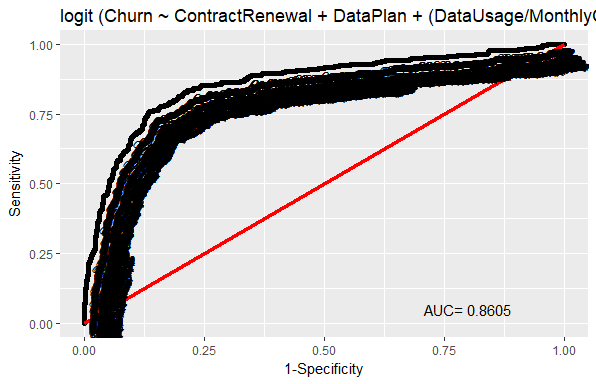 logit (Churn ~ ContractRenewal + DataPlan + (DataUsage/Monthly
1.00
0.75
0.50
0.25
0.00
Sensitivity
AUC= 0.8605
0.00 0.25 0.50 0.75 1.00
1-Specificity